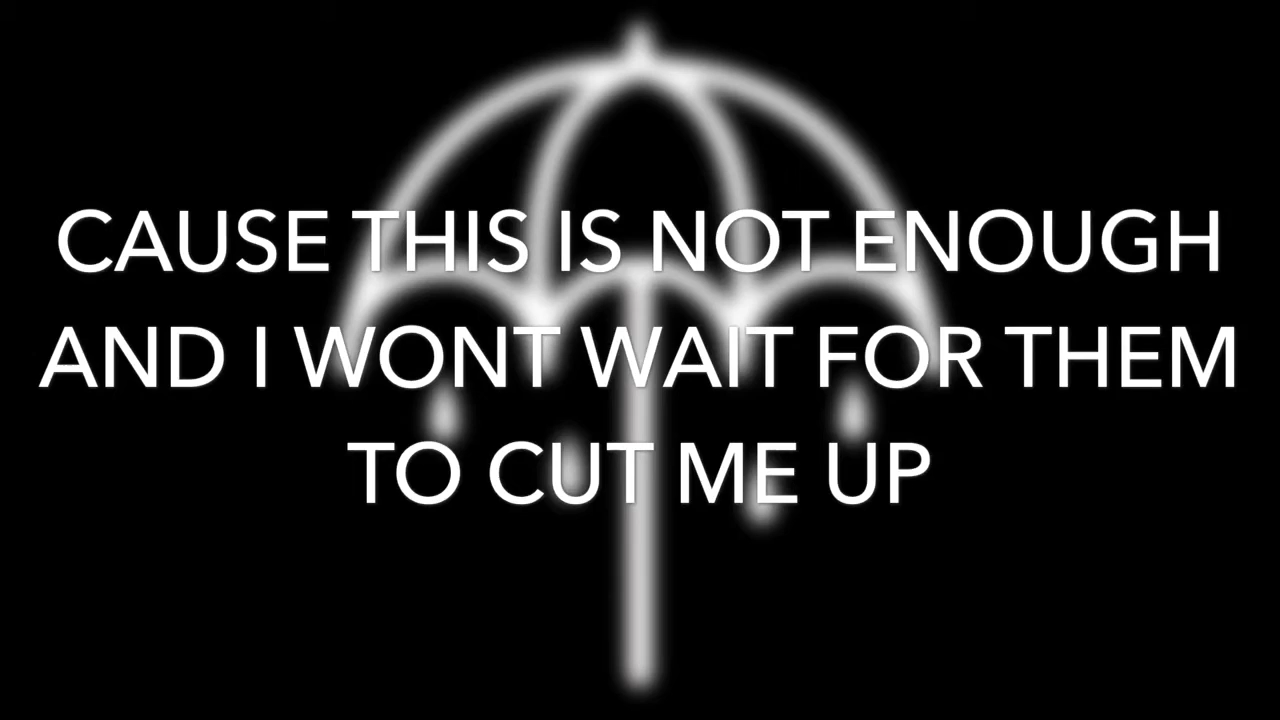 CAUSE THIS IS NOT ENOUGH
AND I WONT WAIT FOR THEM
TO CUT ME UP